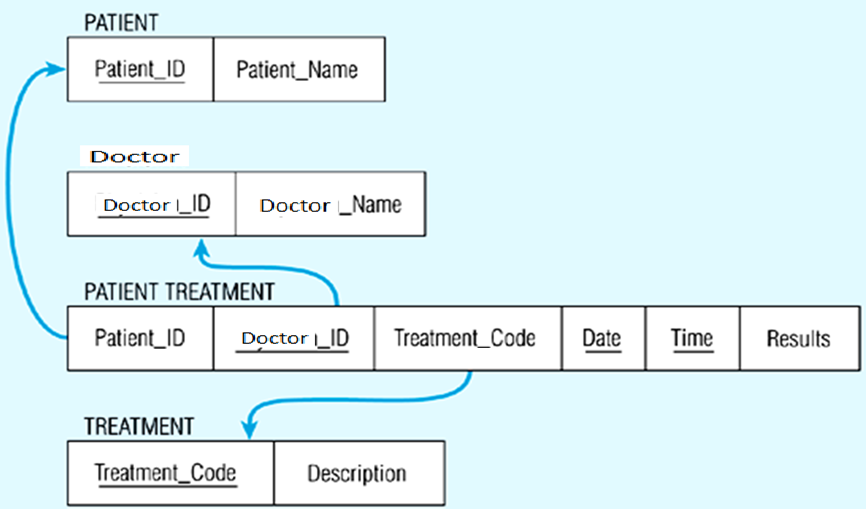 PATIENT
Patient_ID Patient_Name
Doctor
Doctor_ID Doctor_Name
PATIENT TREATMENT
Patient_ID Doctor_ID Treatment_Code Date Time Results
TREATMENT
Treatment_Code Description